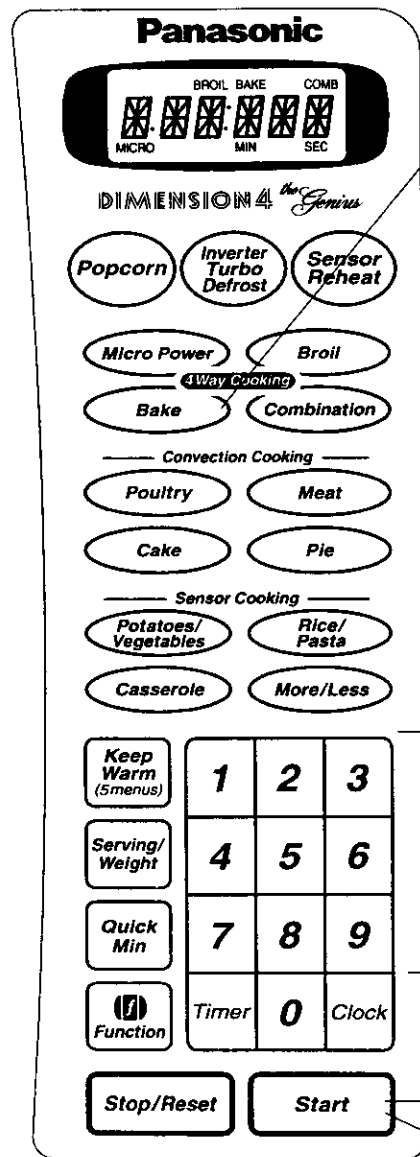 Panasonic
BROIL BAKE COMB
MICRO MIN SEC
DIMENSION 4 the Genius
Popcorn
Inverter
Turbo
Defrost
Sensor
Reheat
Micro Power
Broil
4 Way Cooking
Bake
Combination
Convection Cooking
Poultry
Meat
Cake
Pie
Sensor Cooking
Potatoes/
Vegetables
Rice/
Pasta
Casserole
More/Less
Keep
Warm
(5menus)
1 2 3
Serving/
Weight
4 5 6
Quick
Min
7 8 9
f
Function
Timer 0 Clock
Stop/Reset
Start